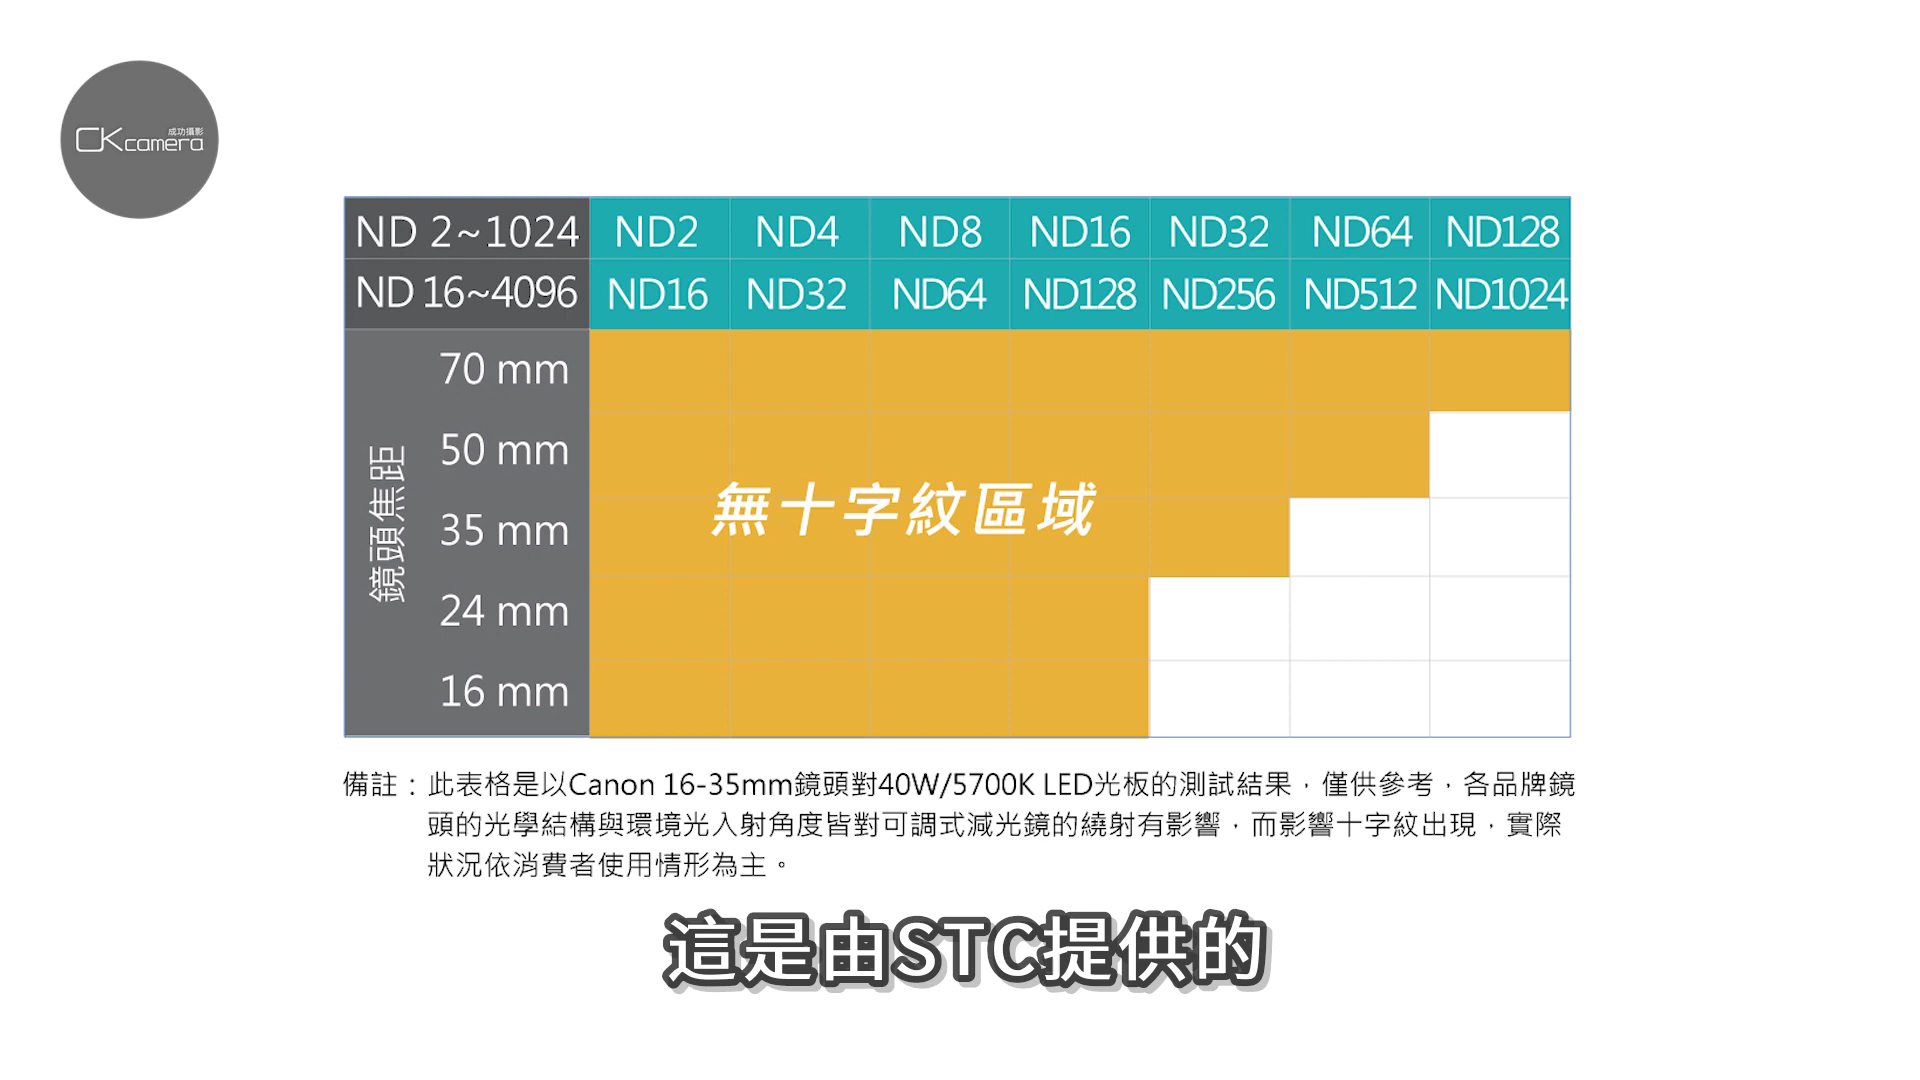 成功攝影
CKcamera
ND 2~1024 ND2 ND4 ND8 ND16 ND32 ND64 ND128
ND 16~4096 ND16 ND32 ND64 ND128 ND256 ND512 ND1024
鏡頭焦距
70 mm
50 mm
35 mm
24 mm
16 mm
無十字紋區域
備註：此表格是以Canon 16-35mm鏡頭對40W/5700K LED光板的測試結果，僅供參考，各品牌鏡
頭的光學結構與環境光入射角度皆對可調式減光鏡的繞射有影響，而影響十字紋出現，實際
狀況依消費者使用情形為主。
這是由STC提供的